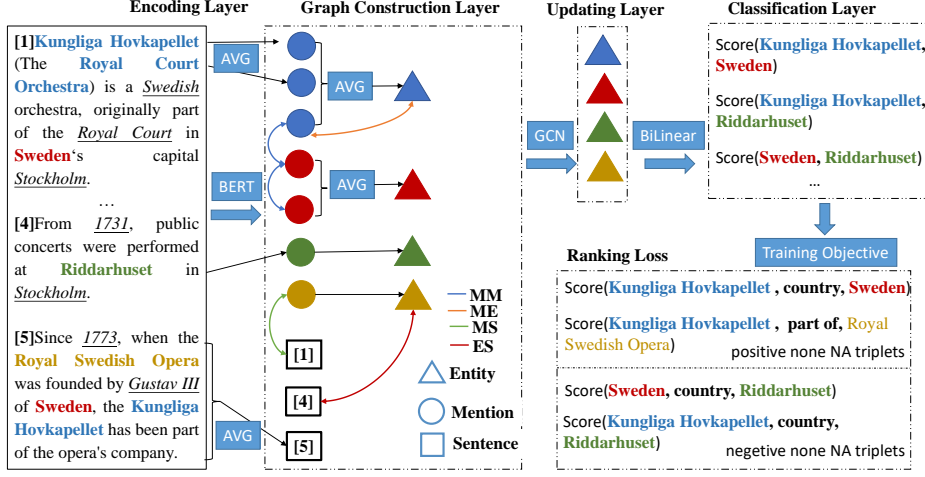 Encoding Layer
[1]Kungliga Hovkapellet
(The Royal Court
Orchestra) is a Swedish
orchestra, originally part
of the Royal Court in
Sweden‘s capital
Stockholm.
…
[4]From 1731, public
concerts were performed
at Riddarhuset in
Stockholm.
[5]Since 1773, when the
Royal Swedish Opera
was founded by Gustav III
of Sweden, the Kungliga
Hovkapellet has been part
of the opera's company.
AVG
BERT
AVG
Graph Construction Layer
AVG
AVG
[1]
[4]
[5]
MM
ME
MS
ES
Entity
Mention
Sentence
Updating Layer
GCN
BiLinear
Classification Layer
Score(Kungliga Hovkapellet,
Sweden)
Score(Kungliga Hovkapellet,
Riddarhuset)
Score(Sweden, Riddarhuset)
...
Training Objective
Ranking Loss
Score(Kungliga Hovkapellet , country, Sweden)
Score(Kungliga Hovkapellet , part of, Royal
Swedish Opera)
positive none NA triplets
Score(Sweden, country, Riddarhuset)
Score(Kungliga Hovkapellet, country,
Riddarhuset)
negetive none NA triplets